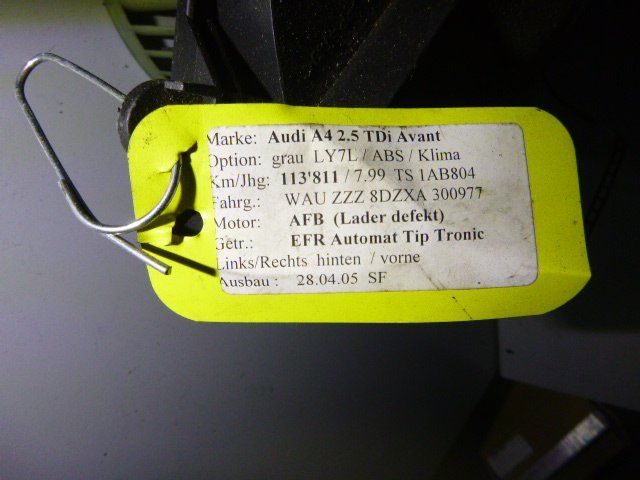 Marke: Audi A4 2.5 TDi Avant
Option: grau LY7L / ABS / Klima
Km/Jhg: 113'811 / 7.99 TS 1AB804
Fahrg.: WAU ZZZ 8DZXA 300977
Motor: AFB (Lader defekt)
Getr.: EFR Automat Tip Tronic
Links/Rechts hinten / vorne
Ausbau : 28.04.05 SF